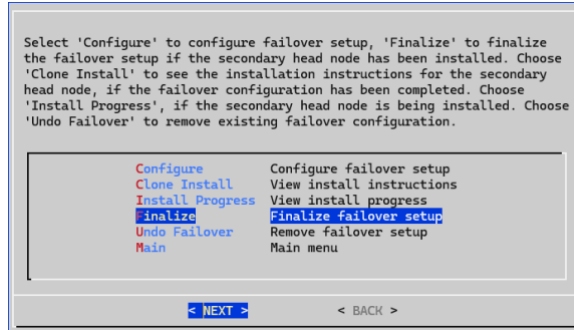 Select 'Configure' to configure failover setup, 'Finalize' to finalize
the failover setup if the secondary head node has been installed. Choose
'Clone Install' to see the installation instructions for the secondary
head node, if the failover configuration has been completed. Choose
'Install Progress', if the secondary head node is being installed. Choose
'Undo Failover' to remove existing failover configuration.
Configure Configure failover setup
Clone Install View install instructions
Install Progress View install progress
Finalize Finalize failover setup
Undo Failover Remove failover setup
Main Main menu
< NEXT > < BACK >